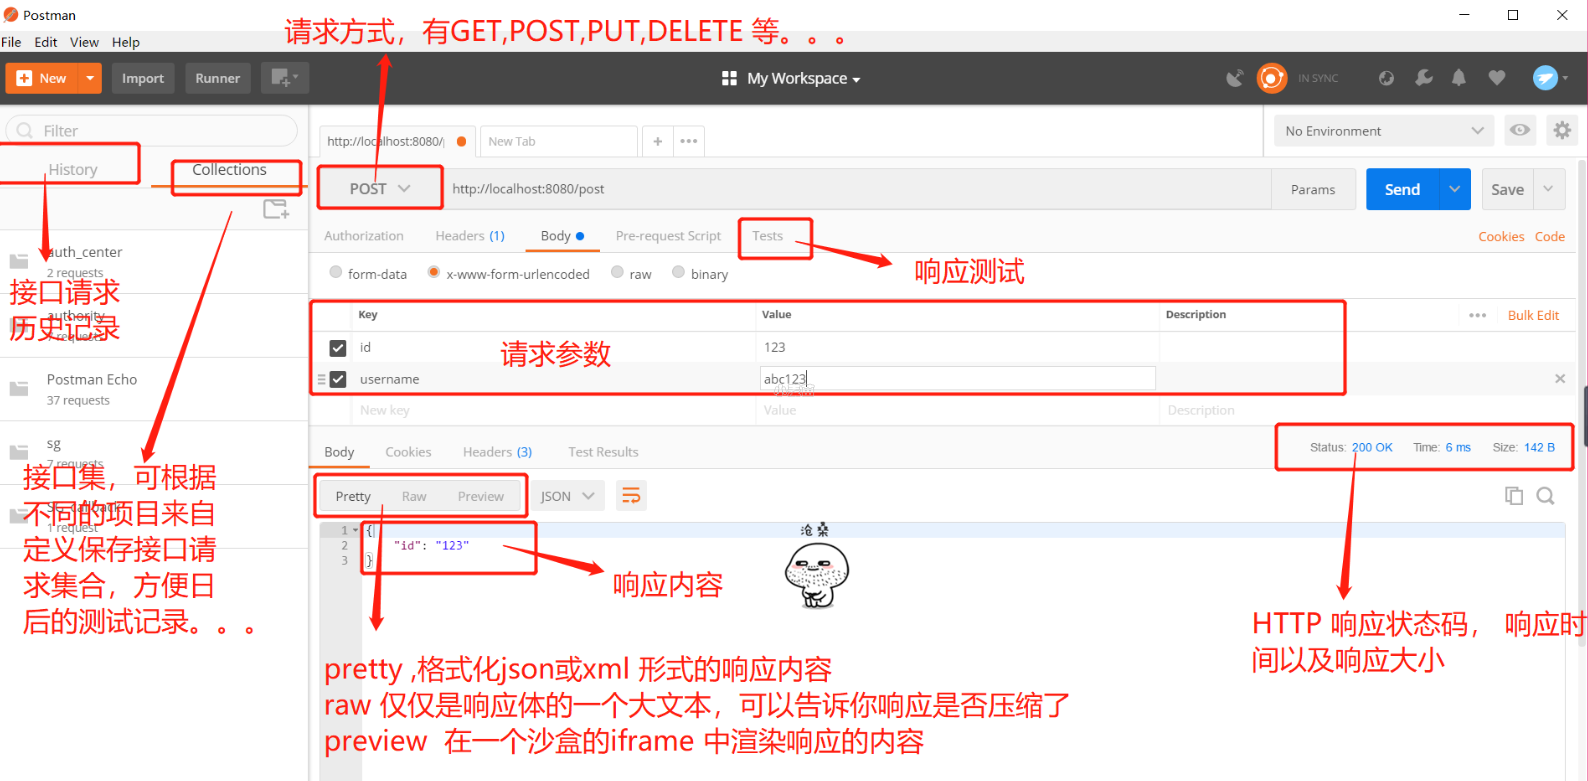 Postman
请求方式，有GET,POST,PUT,DELETE 等。。。
File Edit View Help
New Import Runner My Workspace IN SYNC
Filter
http://localhost:8080/ New Tab + ••• No Environment
History Collections
POST http://localhost:8080/post Params Send Save
Authorization Headers (1) Body Pre-request Script Tests Cookies Code
auth_center
2 requests
form-data x-www-form-urlencoded raw binary
响应测试
接口请求
历史记录
authority
7 requests
Key Value Description ••• Bulk Edit
id 123
请求参数
username abc123
New key Value Description
Postman Echo
37 requests
sg
7 requests
Body Cookies Headers (3) Test Results Status: 200 OK Time: 6 ms Size: 142 B
接口集，可根据
不同的项目来自
定义保存接口请
求集合，方便日
后的测试记录。。。
1 request
Pretty Raw Preview JSON
1 {
2 "id": "123"
3 }
沧桑
响应内容
HTTP 响应状态码， 响应时
间以及响应大小
pretty ,格式化json或xml 形式的响应内容
raw 仅仅是响应体的一个大文本，可以告诉你响应是否压缩了
preview 在一个沙盒的iframe 中渲染响应的内容